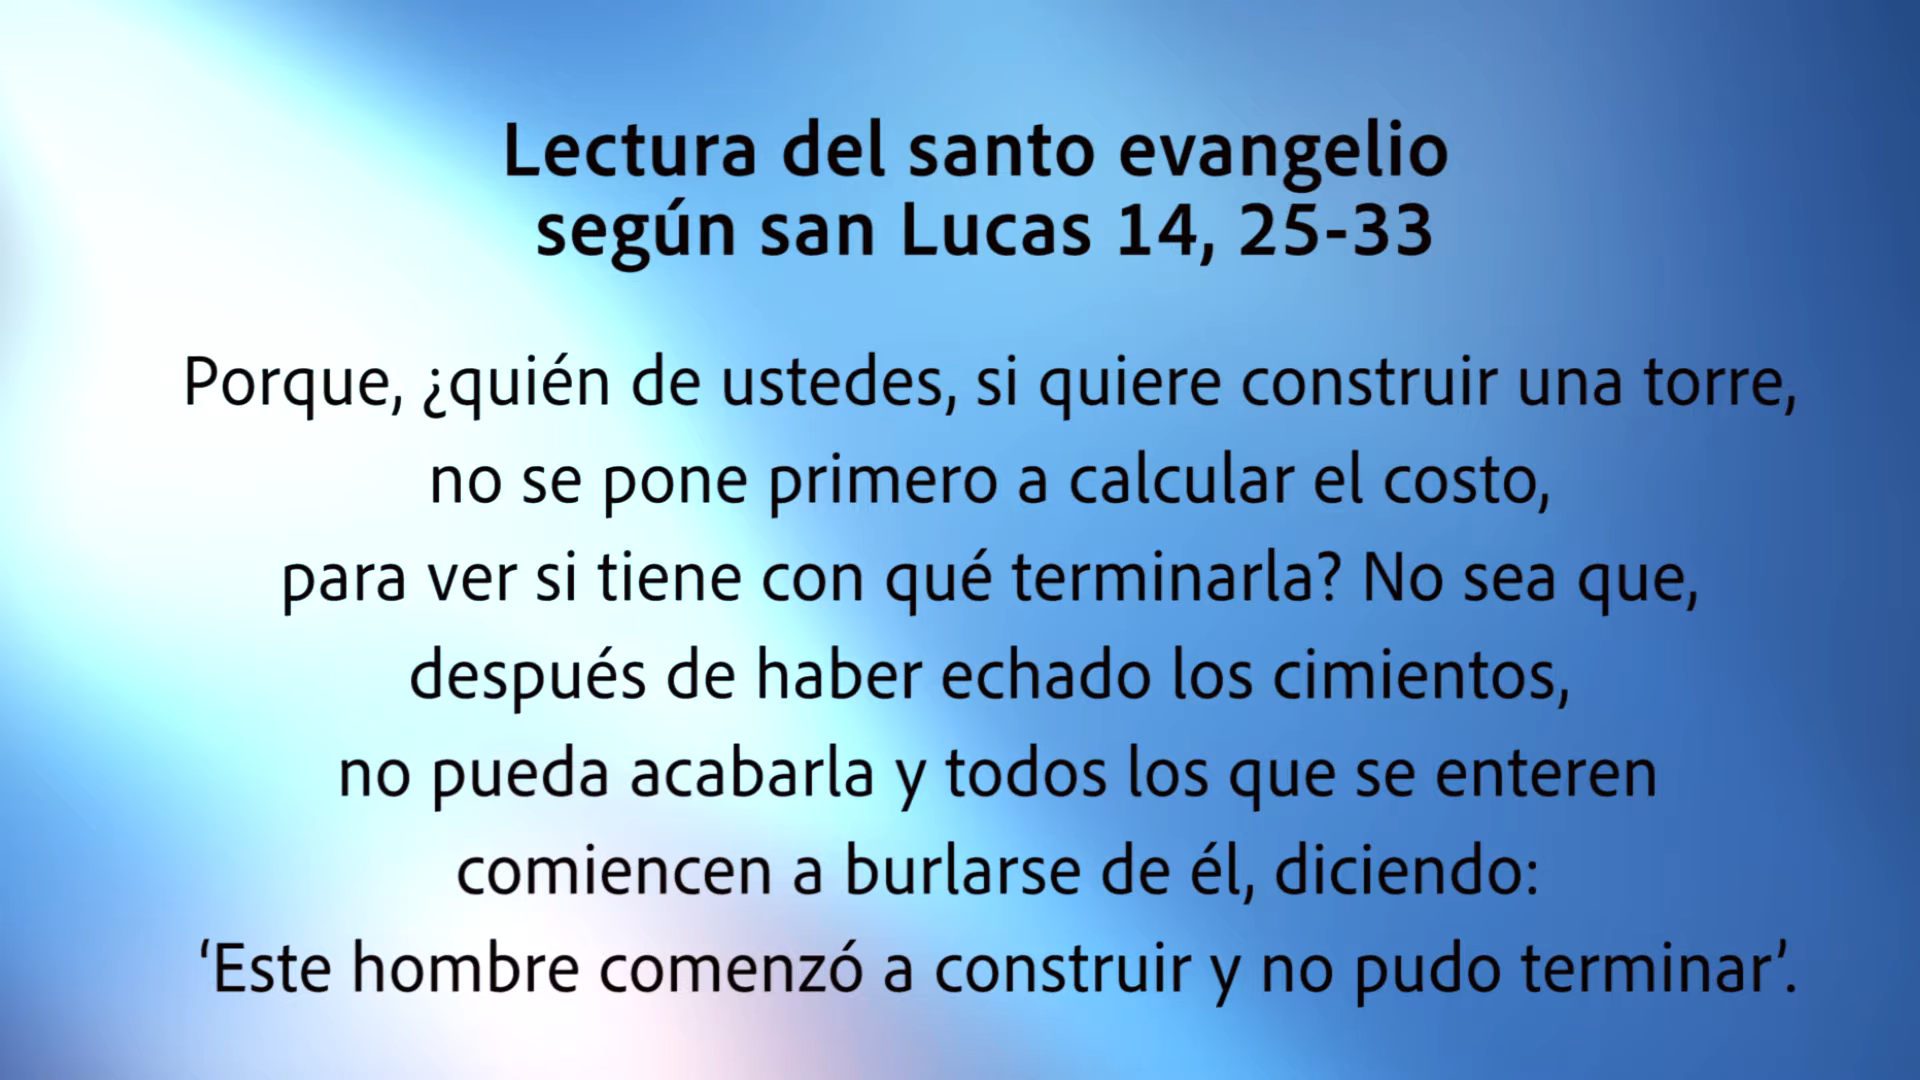 Lectura del santo evangelio
según san Lucas 14, 25-33
Porque, ¿quién de ustedes, si quiere construir una torre,
no se pone primero a calcular el costo,
para ver si tiene con qué terminarla? No sea que,
después de haber echado los cimientos,
no pueda acabarla y todos los que se enteren
comiencen a burlarse de él, diciendo:
‘Este hombre comenzó a construir y no pudo terminar’.